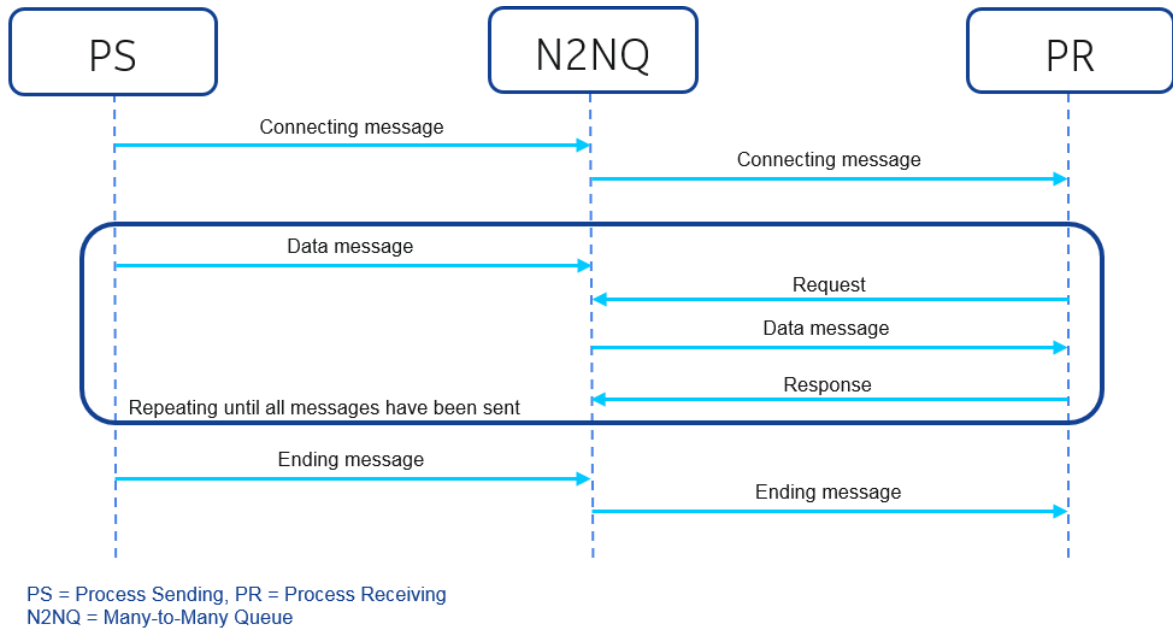 PS
N2NQ
PR
Connecting message
Connecting message
Data message
Request
Data message
Response
Repeating until all messages have been sent
Ending message
Ending message
PS = Process Sending, PR = Process Receiving
N2NQ = Many-to-Many Queue